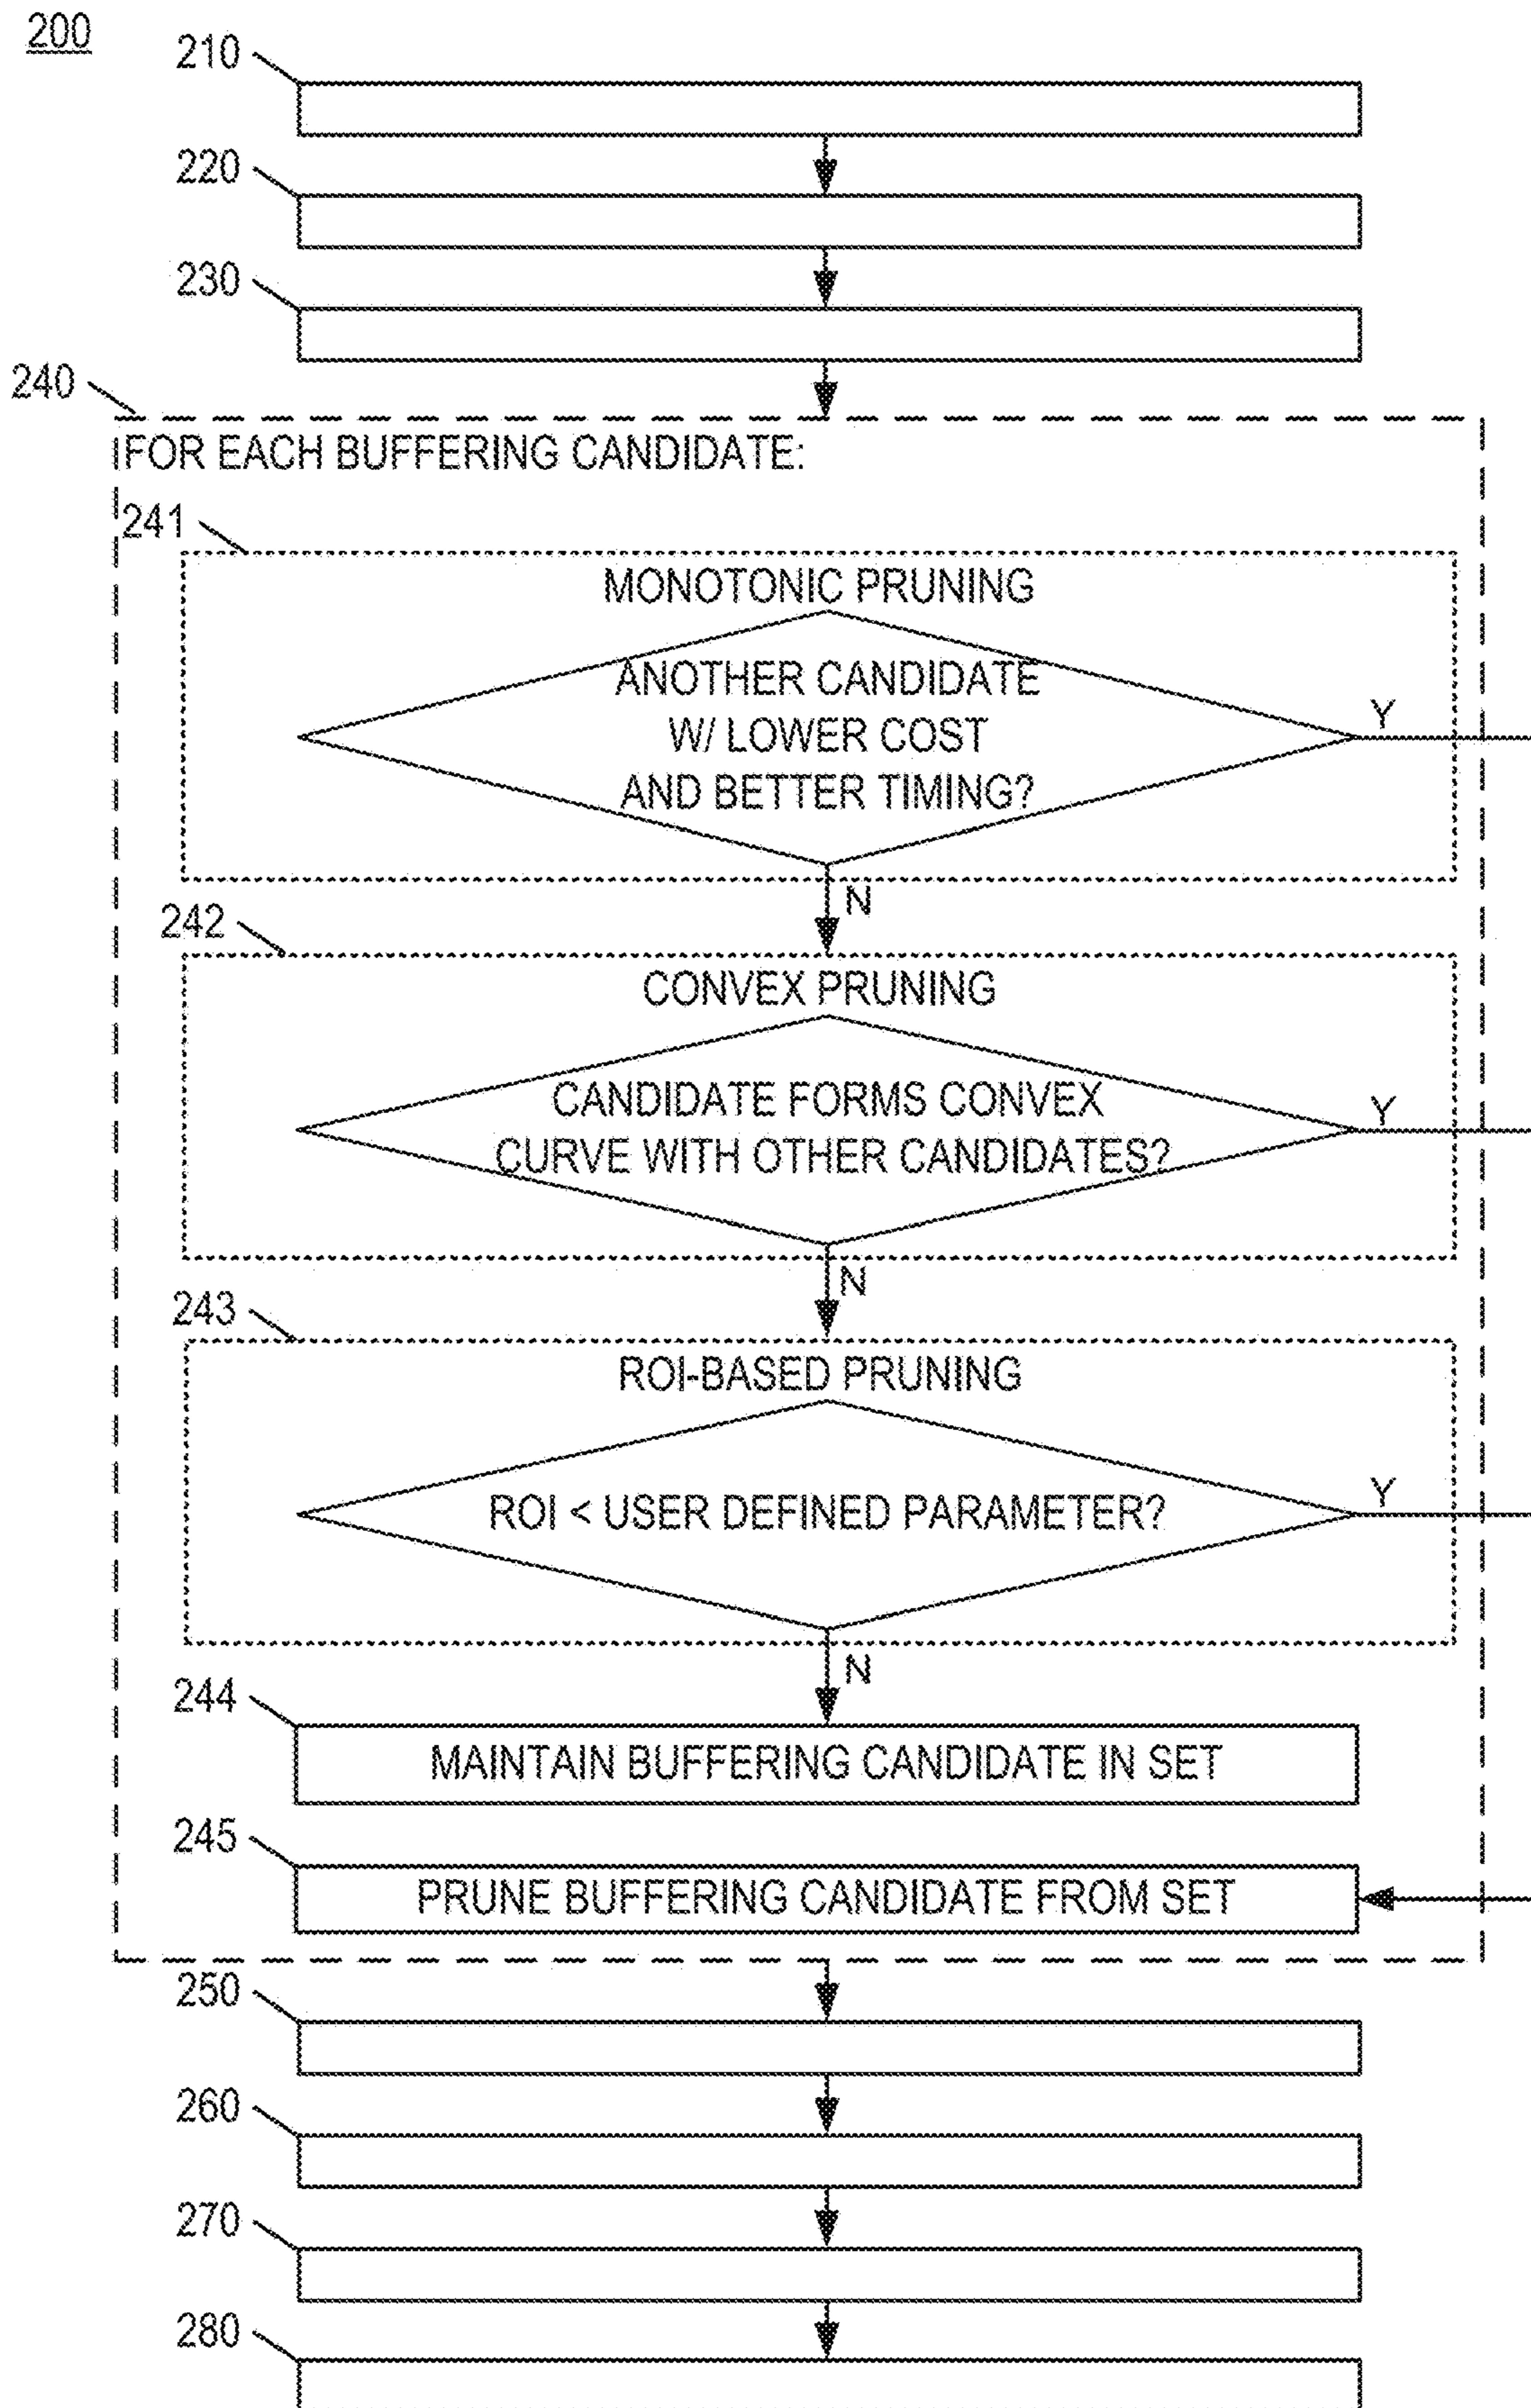 200
210
220
230
240
FOR EACH BUFFERING CANDIDATE:
241
MONOTONIC PRUNING
ANOTHER CANDIDATE
W/ LOWER COST
AND BETTER TIMING?
Y
N
242
CONVEX PRUNING
CANDIDATE FORMS CONVEX
CURVE WITH OTHER CANDIDATES?
Y
N
243
ROI-BASED PRUNING
ROI < USER DEFINED PARAMETER?
Y
N
244
MAINTAIN BUFFERING CANDIDATE IN SET
245
PRUNE BUFFERING CANDIDATE FROM SET
250
260
270
280